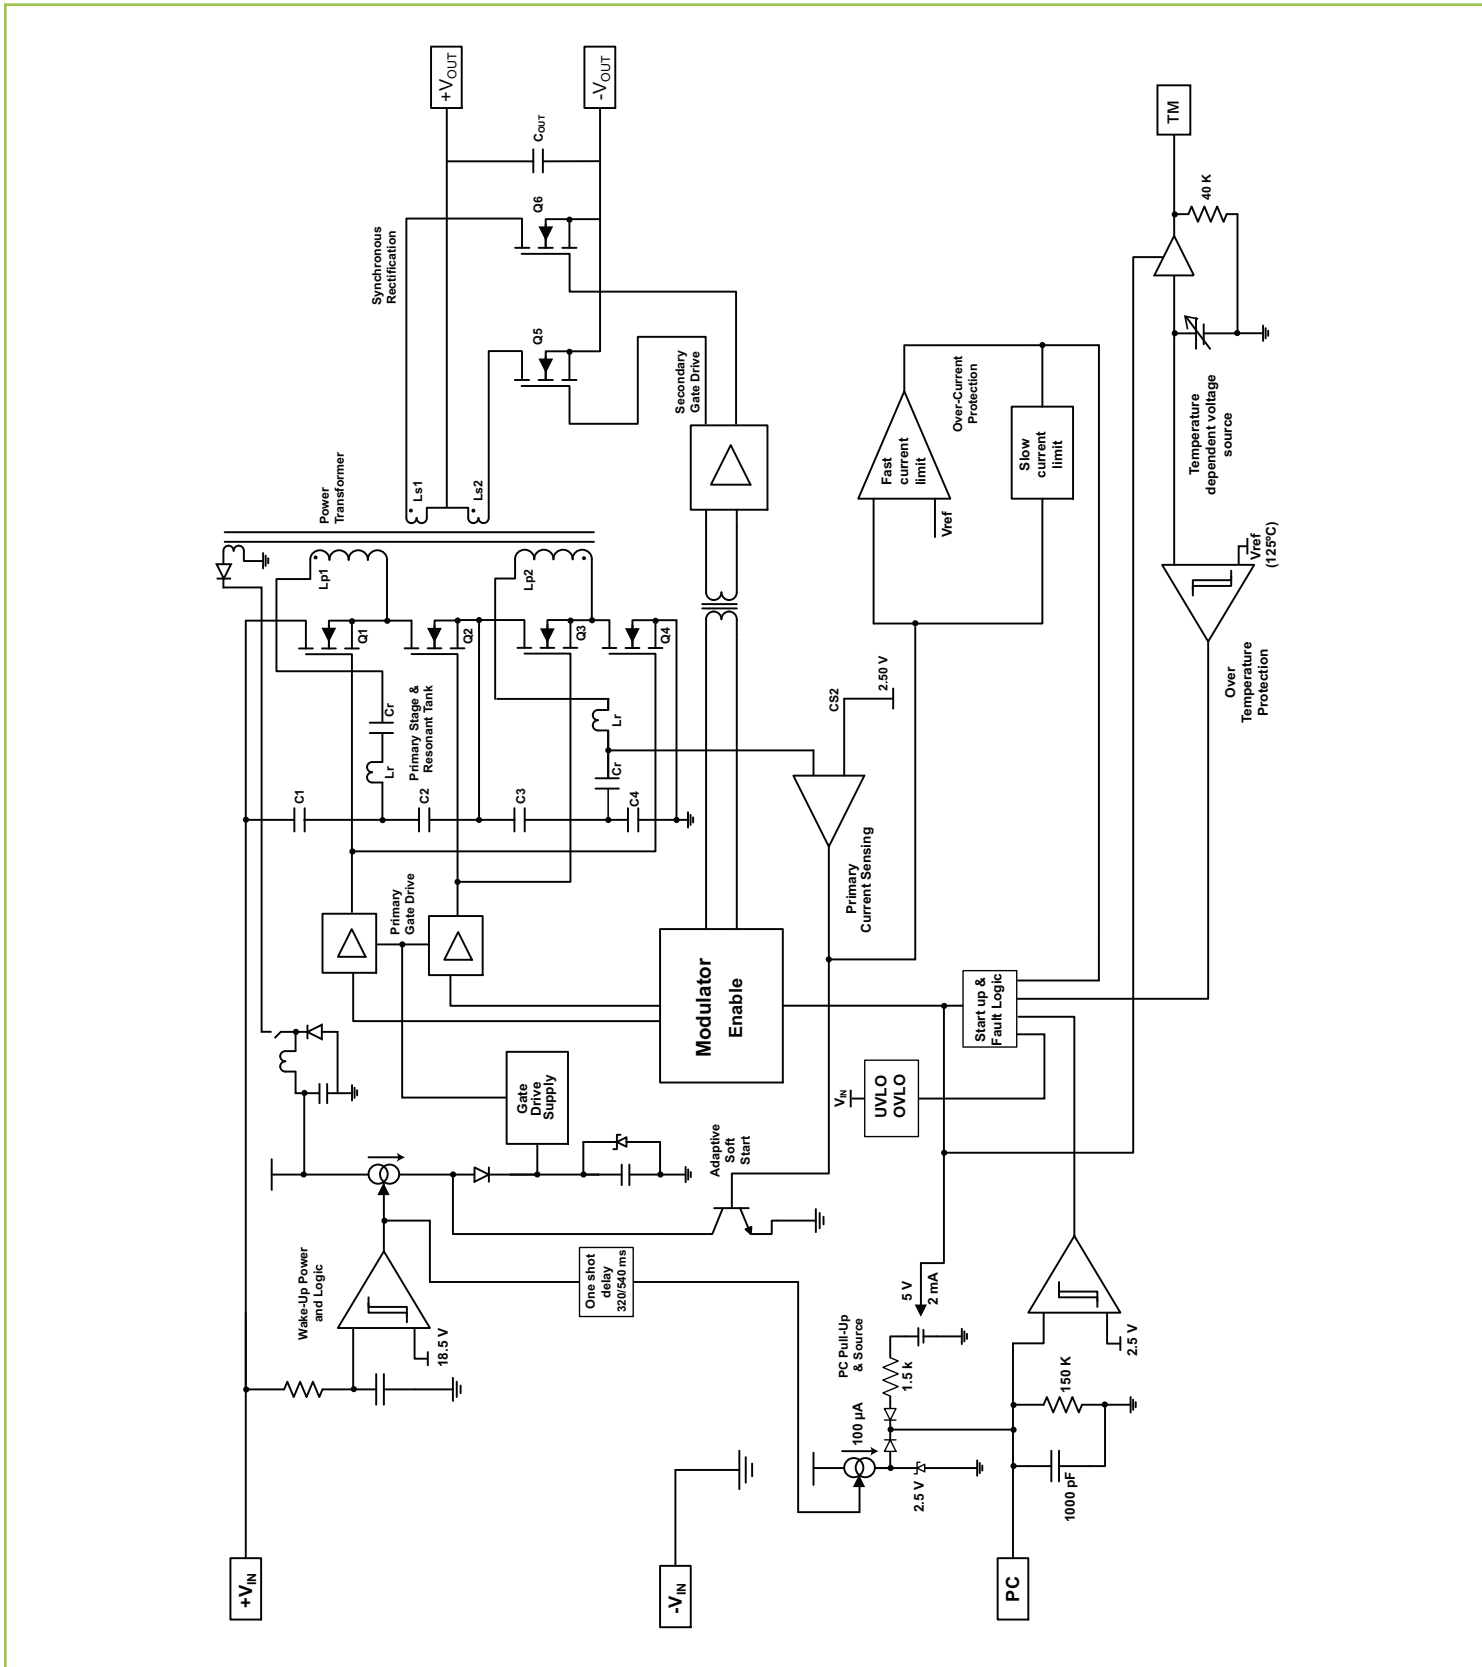 +VOUT
-VOUT
COUT
Q6
Synchronous
Rectification
Q5
Secondary
Gate Drive
Power
Transformer
Ls1
Ls2
Lp1
Lp2
Q1
Q2
Q3
Q4
Cr
Lr
Primary Stage &
Resonant Tank
Lr
Cr
C1
C2
C3
C4
Primary
Gate Drive
Modulator
Enable
Gate
Drive
Supply
Adaptive
Soft
Start
Wake-Up Power
and Logic
18.5 V
One shot
delay
320/540 ms
+VIN
-VIN
PC
TM
40 K
Temperature
dependent voltage
source
Vref
(125ºC)
Over
Temperature
Protection
Over-Current
Protection
Fast
current
limit
Vref
Slow
current
limit
CS2
2.50 V
Primary
Current Sensing
Start up &
Fault Logic
VIN
UVLO
OVLO
5 V
2 mA
PC Pull-Up
& Source
1.5 k
100 µA
2.5 V
2.5 V
150 K
1000 pF